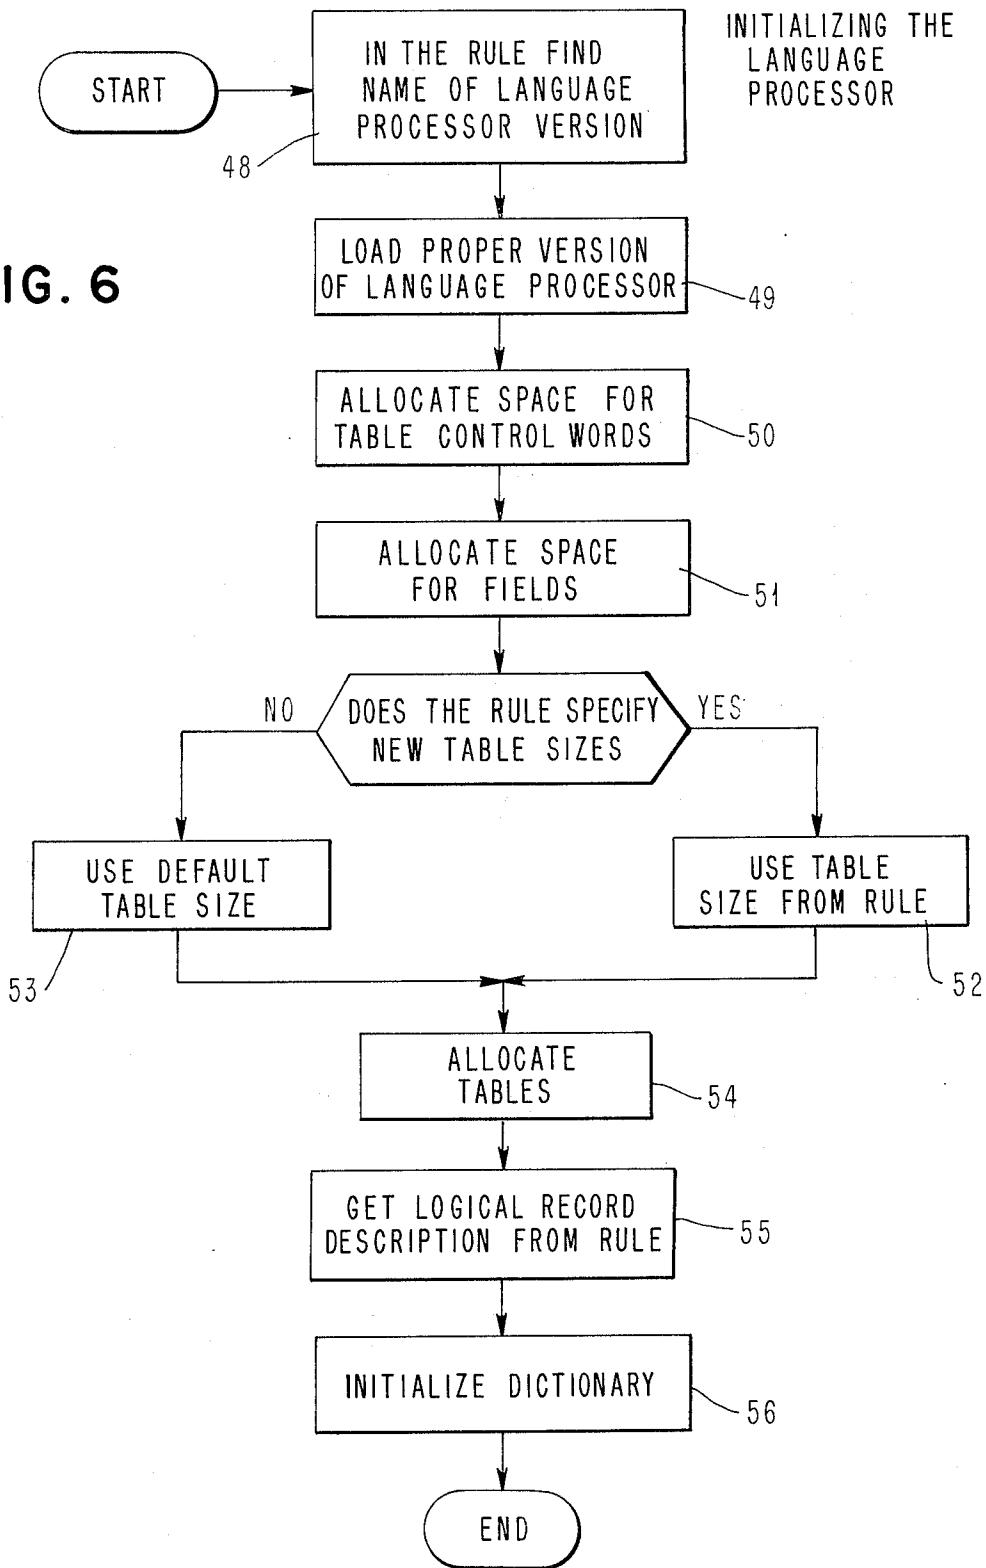 INITIALIZING THE
LANGUAGE
PROCESSOR
START
IN THE RULE FIND
NAME OF LANGUAGE
PROCESSOR VERSION
48
IG. 6
LOAD PROPER VERSION
OF LANGUAGE PROCESSOR
49
ALLOCATE SPACE FOR
TABLE CONTROL WORDS
50
ALLOCATE SPACE
FOR FIELDS
51
NO
DOES THE RULE SPECIFY
NEW TABLE SIZES
YES
USE DEFAULT
TABLE SIZE
53
USE TABLE
SIZE FROM RULE
52
ALLOCATE
TABLES
54
GET LOGICAL RECORD
DESCRIPTION FROM RULE
55
INITIALIZE DICTIONARY
56
END